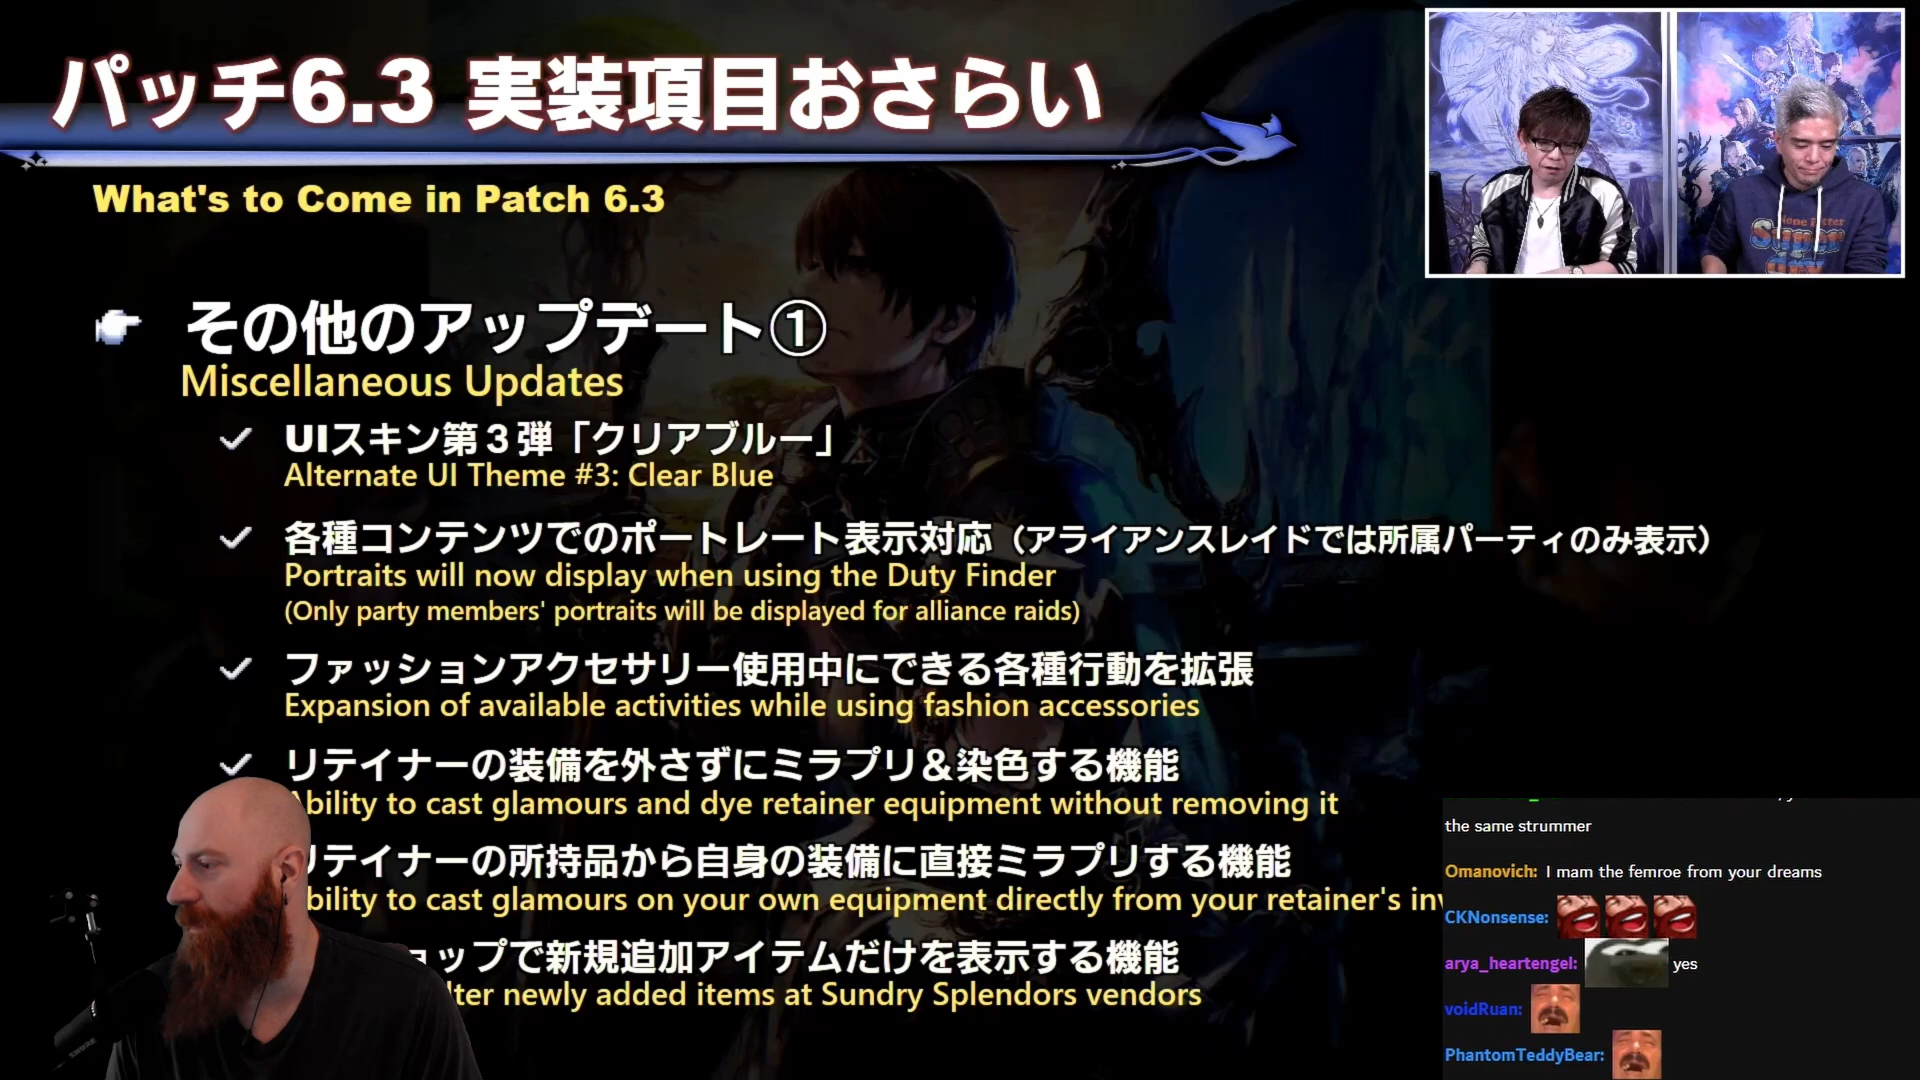 パッチ6.3 実装項目おさらい
What's to Come in Patch 6.3
その他のアップデート①
Miscellaneous Updates
UIスキン第３弾「クリアブルー」
Alternate UI Theme #3: Clear Blue
各種コンテンツでのポートレート表示対応（アライアンスレイドでは所属パーティのみ表示）
Portraits will now display when using the Duty Finder
(Only party members' portraits will be displayed for alliance raids)
ファッションアクセサリー使用中にできる各種行動を拡張
Expansion of available activities while using fashion accessories
リテイナーの装備を外さずにミラプリ＆染色する機能
Ability to cast glamours and dye retainer equipment without removing it
リテイナーの所持品から自身の装備に直接ミラプリする機能
bility to cast glamours on your own equipment directly from your retainer's inv
ョップで新規追加アイテムだけを表示する機能
lter newly added items at Sundry Splendors vendors
the same strummer
Omanovich: I mam the femroe from your dreams
CKNonsense:
arya_heartengel: yes
voidRuan:
PhantomTeddyBear:
SHURE